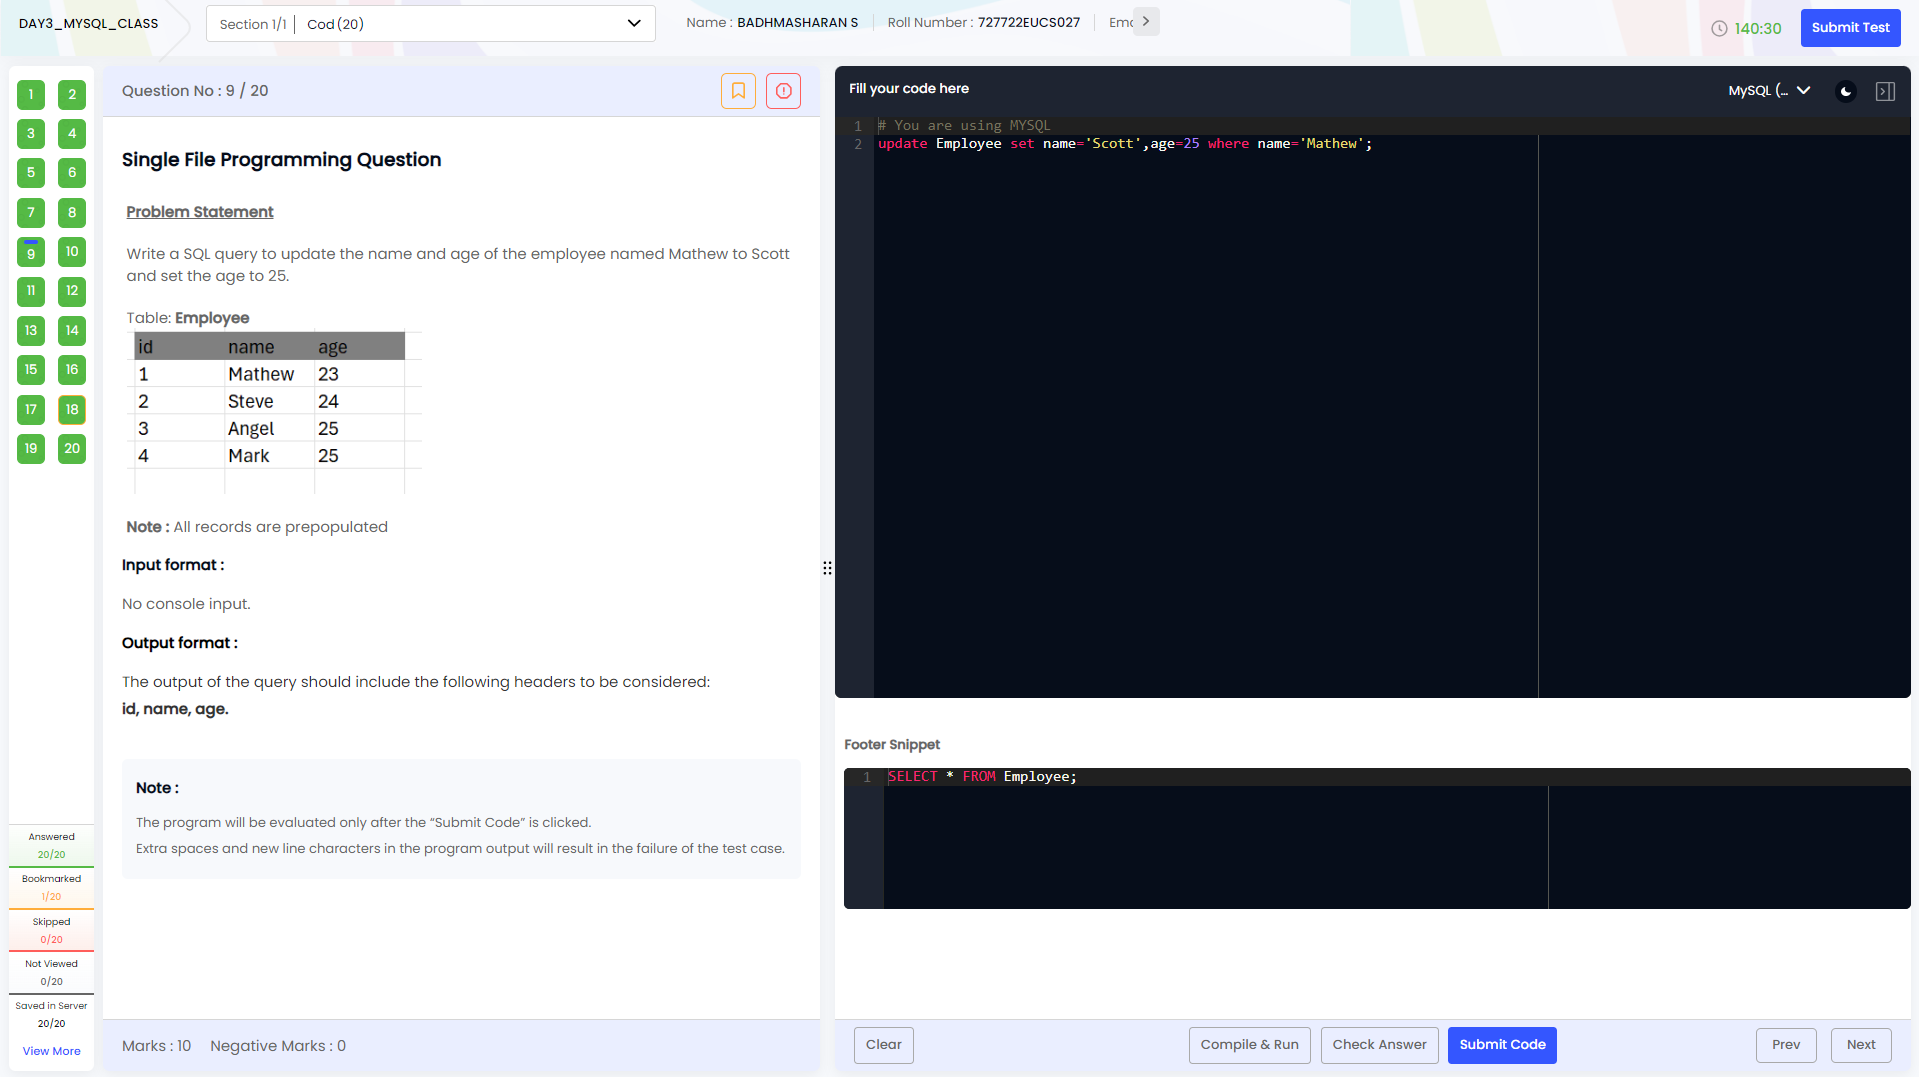 DAY3_MYSQL_CLASS
Section 1/1 | Cod (20)
Name : BADHMASHARAN S
Roll Number : 727722EUCS027
140:30
Submit Test
1 2
3 4
5 6
7 8
9 10
11 12
13 14
15 16
17 18
19 20
Answered
20/20
Bookmarked
1/20
Skipped
0/20
Not Viewed
0/20
Saved in Server
20/20
View More
Question No : 9 / 20
Single File Programming Question
Problem Statement
Write a SQL query to update the name and age of the employee named Mathew to Scott
and set the age to 25.
Table: Employee
id name age
1 Mathew 23
2 Steve 24
3 Angel 25
4 Mark 25
Note : All records are prepopulated
Input format :
No console input.
Output format :
The output of the query should include the following headers to be considered:
id, name, age.
Note :
The program will be evaluated only after the “Submit Code” is clicked.
Extra spaces and new line characters in the program output will result in the failure of the test case.
Marks : 10 Negative Marks : 0
Fill your code here
MySQL (...
1 # You are using MYSQL
2 update Employee set name='Scott',age=25 where name='Mathew';
Footer Snippet
1 SELECT * FROM Employee;
Clear
Compile & Run
Check Answer
Submit Code
Prev
Next